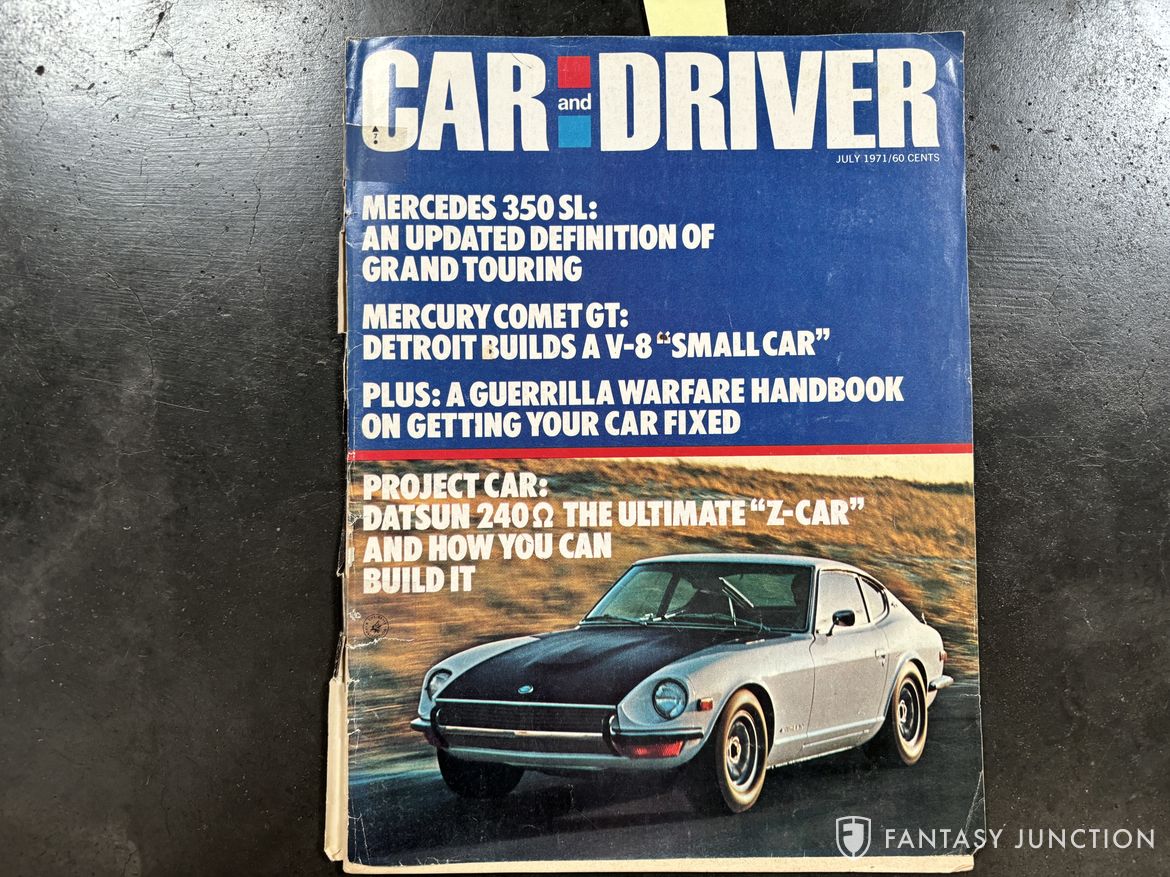 CAR and DRIVER
JULY 1971/60 CENTS
MERCEDES 350 SL:
AN UPDATED DEFINITION OF
GRAND TOURING
MERCURY COMET GT:
DETROIT BUILDS A V-8 “SMALL CAR”
PLUS: A GUERRILLA WARFARE HANDBOOK
ON GETTING YOUR CAR FIXED
PROJECT CAR:
DATSUN 240Ω THE ULTIMATE “Z-CAR”
AND HOW YOU CAN
BUILD IT
FANTASY JUNCTION